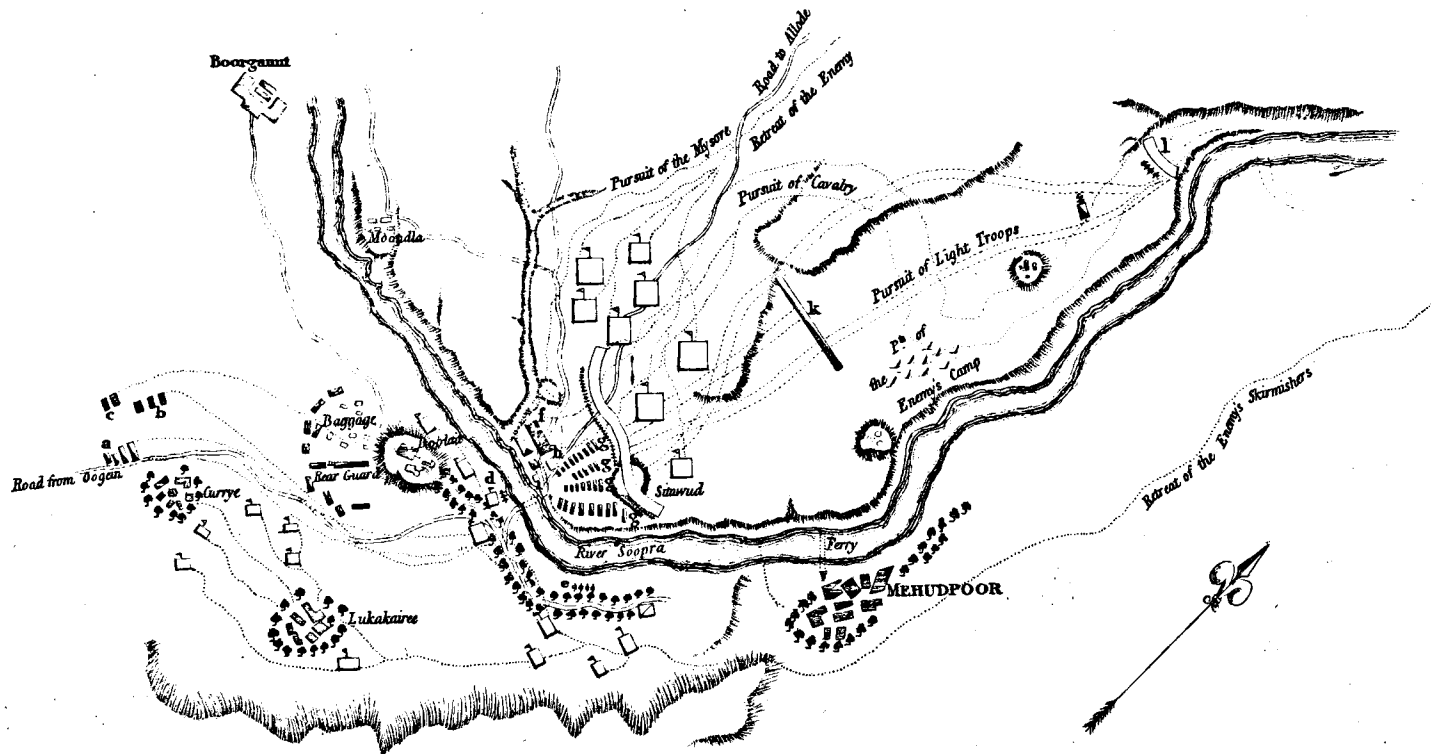 Boorgaunt
Road to Allode
Retreat of the Enemy
Pursuit of the Mysore
Pursuit of Cavalry
Pursuit of Light Troops
l
k
Moondla
Pn of
the Enemy's Camp
Retreat of the Enemy's Skirmishers
c
b
a
Baggage
f
h
g
g
g
g
d
Road from Oogein
Rear Guard
Currye
River Soopra
Ferry
MEHUDPOOR
Lukakairee